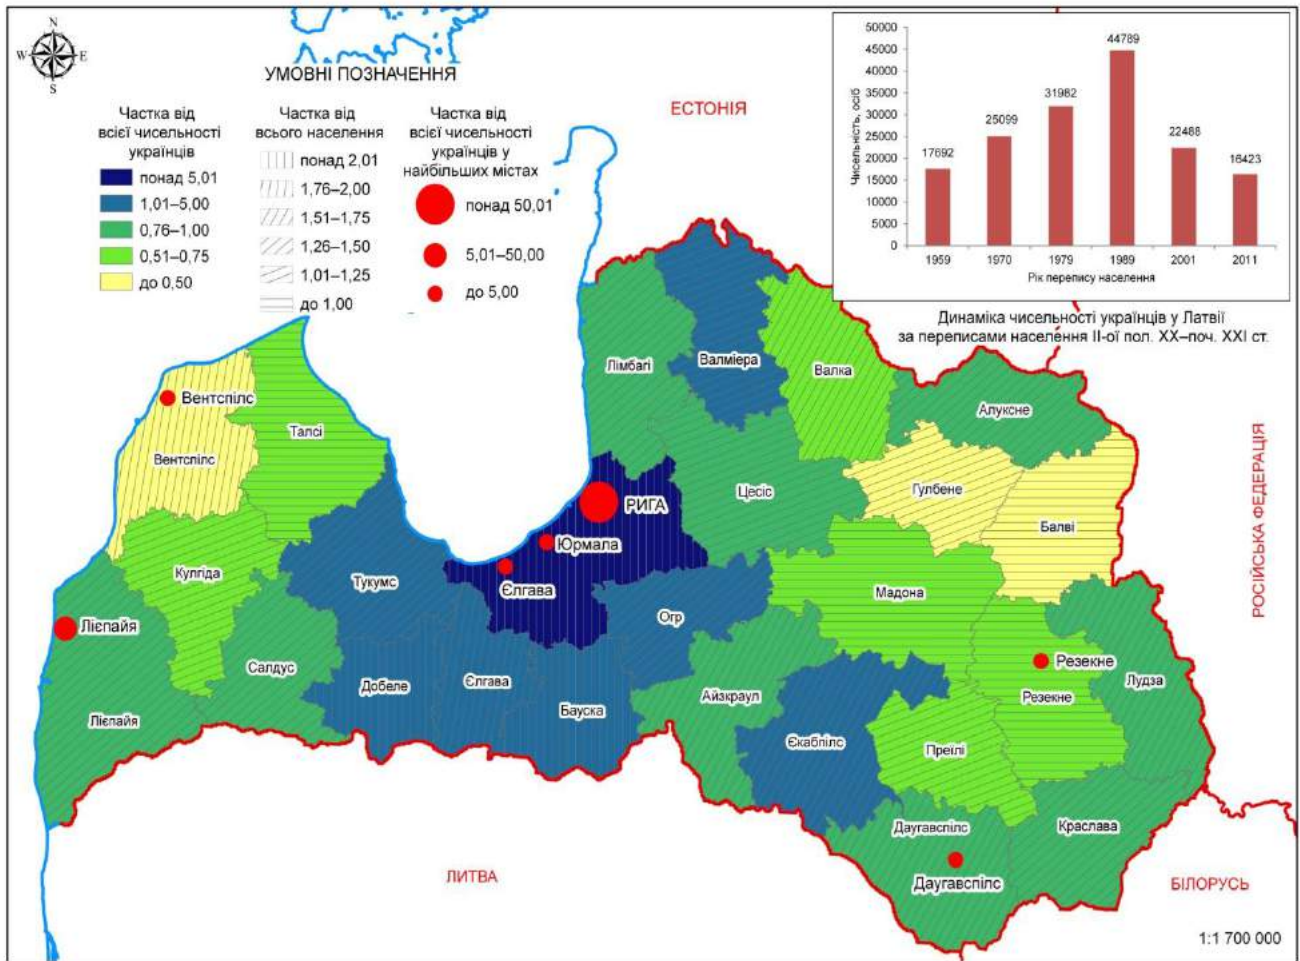 N
W
E
S
УМОВНІ ПОЗНАЧЕННЯ
Частка від
всієї чисельності
українців
понад 5,01
1,01–5,00
0,76–1,00
0,51–0,75
до 0,50
Частка від
всього населення
понад 2,01
1,76–2,00
1,51–1,75
1,26–1,50
1,01–1,25
до 1,00
Частка від
всієї чисельності
українців у
найбільших містах
понад 50,01
5,01–50,00
до 5,00
ЕСТОНІЯ
Чисельність, осіб
50000
45000
40000
35000
30000
25000
20000
15000
10000
5000
0
17692
25099
31982
44789
22488
16423
1959
1970
1979
1989
2001
2011
Рік перепису населення
Динаміка чисельності українців у Латвії
за переписами населення ІІ-ої пол. ХХ–поч. ХХІ ст.
Валмієра
Лімбагі
Валка
Вентспілс
Алуксне
Талсі
Вентспілс
Цесіс
Гулбене
РИГА
Балві
Юрмала
РОСІЙСЬКА ФЕДЕРАЦІЯ
Кулгіда
Тукумс
Єлгава
Мадона
Огр
Лієпайя
Салдус
Добеле
Єлгава
Резекне
Лудза
Айзкраул
Резекне
Бауска
Лієпайя
Єкабпілс
Преілі
Даугавспілс
Краслава
Даугавспілс
ЛИТВА
БІЛОРУСЬ
1:1 700 000